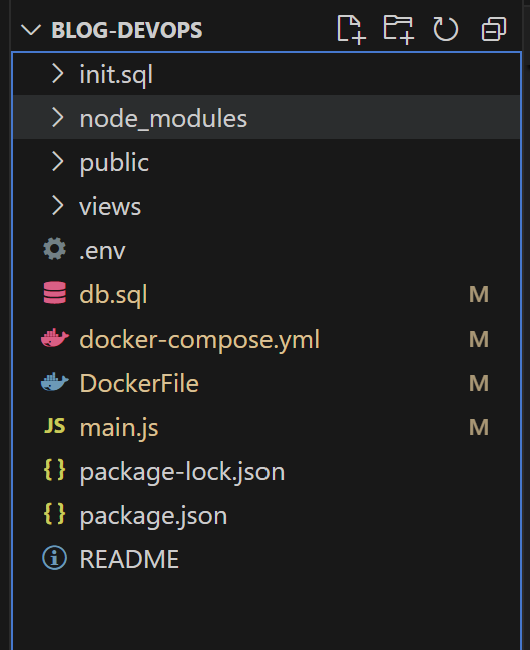 BLOG-DEVOPS
init.sql
node_modules
public
views
.env
db.sql M
docker-compose.yml M
DockerFile M
JS main.js M
{} package-lock.json
{} package.json
README